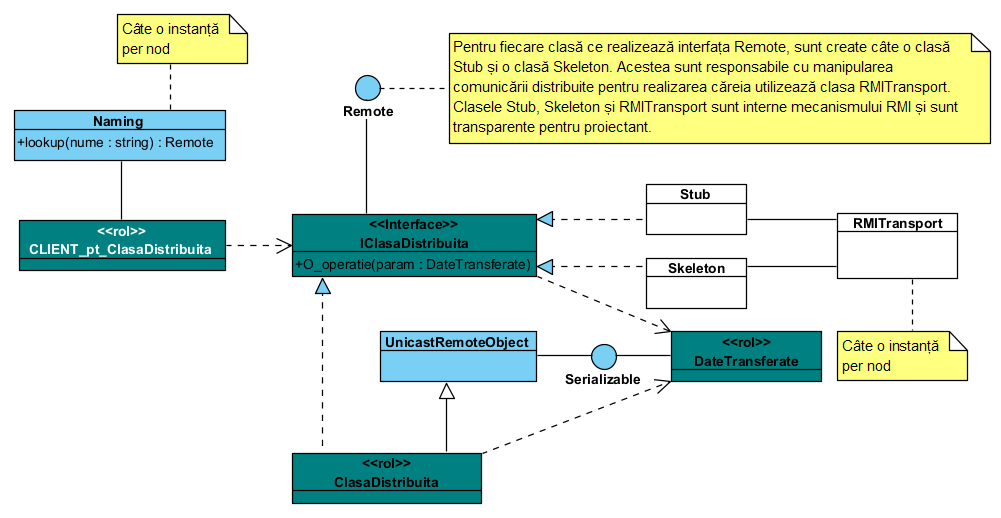 Câte o instanță
per nod
Pentru fiecare clasă ce realizează interfața Remote, sunt create câte o clasă
Stub și o clasă Skeleton. Acestea sunt responsabile cu manipularea
comunicării distribuite pentru realizarea căreia utilizează clasa RMITransport.
Clasele Stub, Skeleton și RMITransport sunt interne mecanismului RMI și sunt
transparente pentru proiectant.
Remote
Naming
+lookup(nume : string) : Remote
<<rol>>
CLIENT_pt_ClasaDistribuita
<<Interface>>
IClasaDistribuita
+O_operatie(param : DateTransferate)
Stub
RMITransport
Skeleton
UnicastRemoteObject
Serializable
<<rol>>
DateTransferate
Câte o instanță
per nod
<<rol>>
ClasaDistribuita